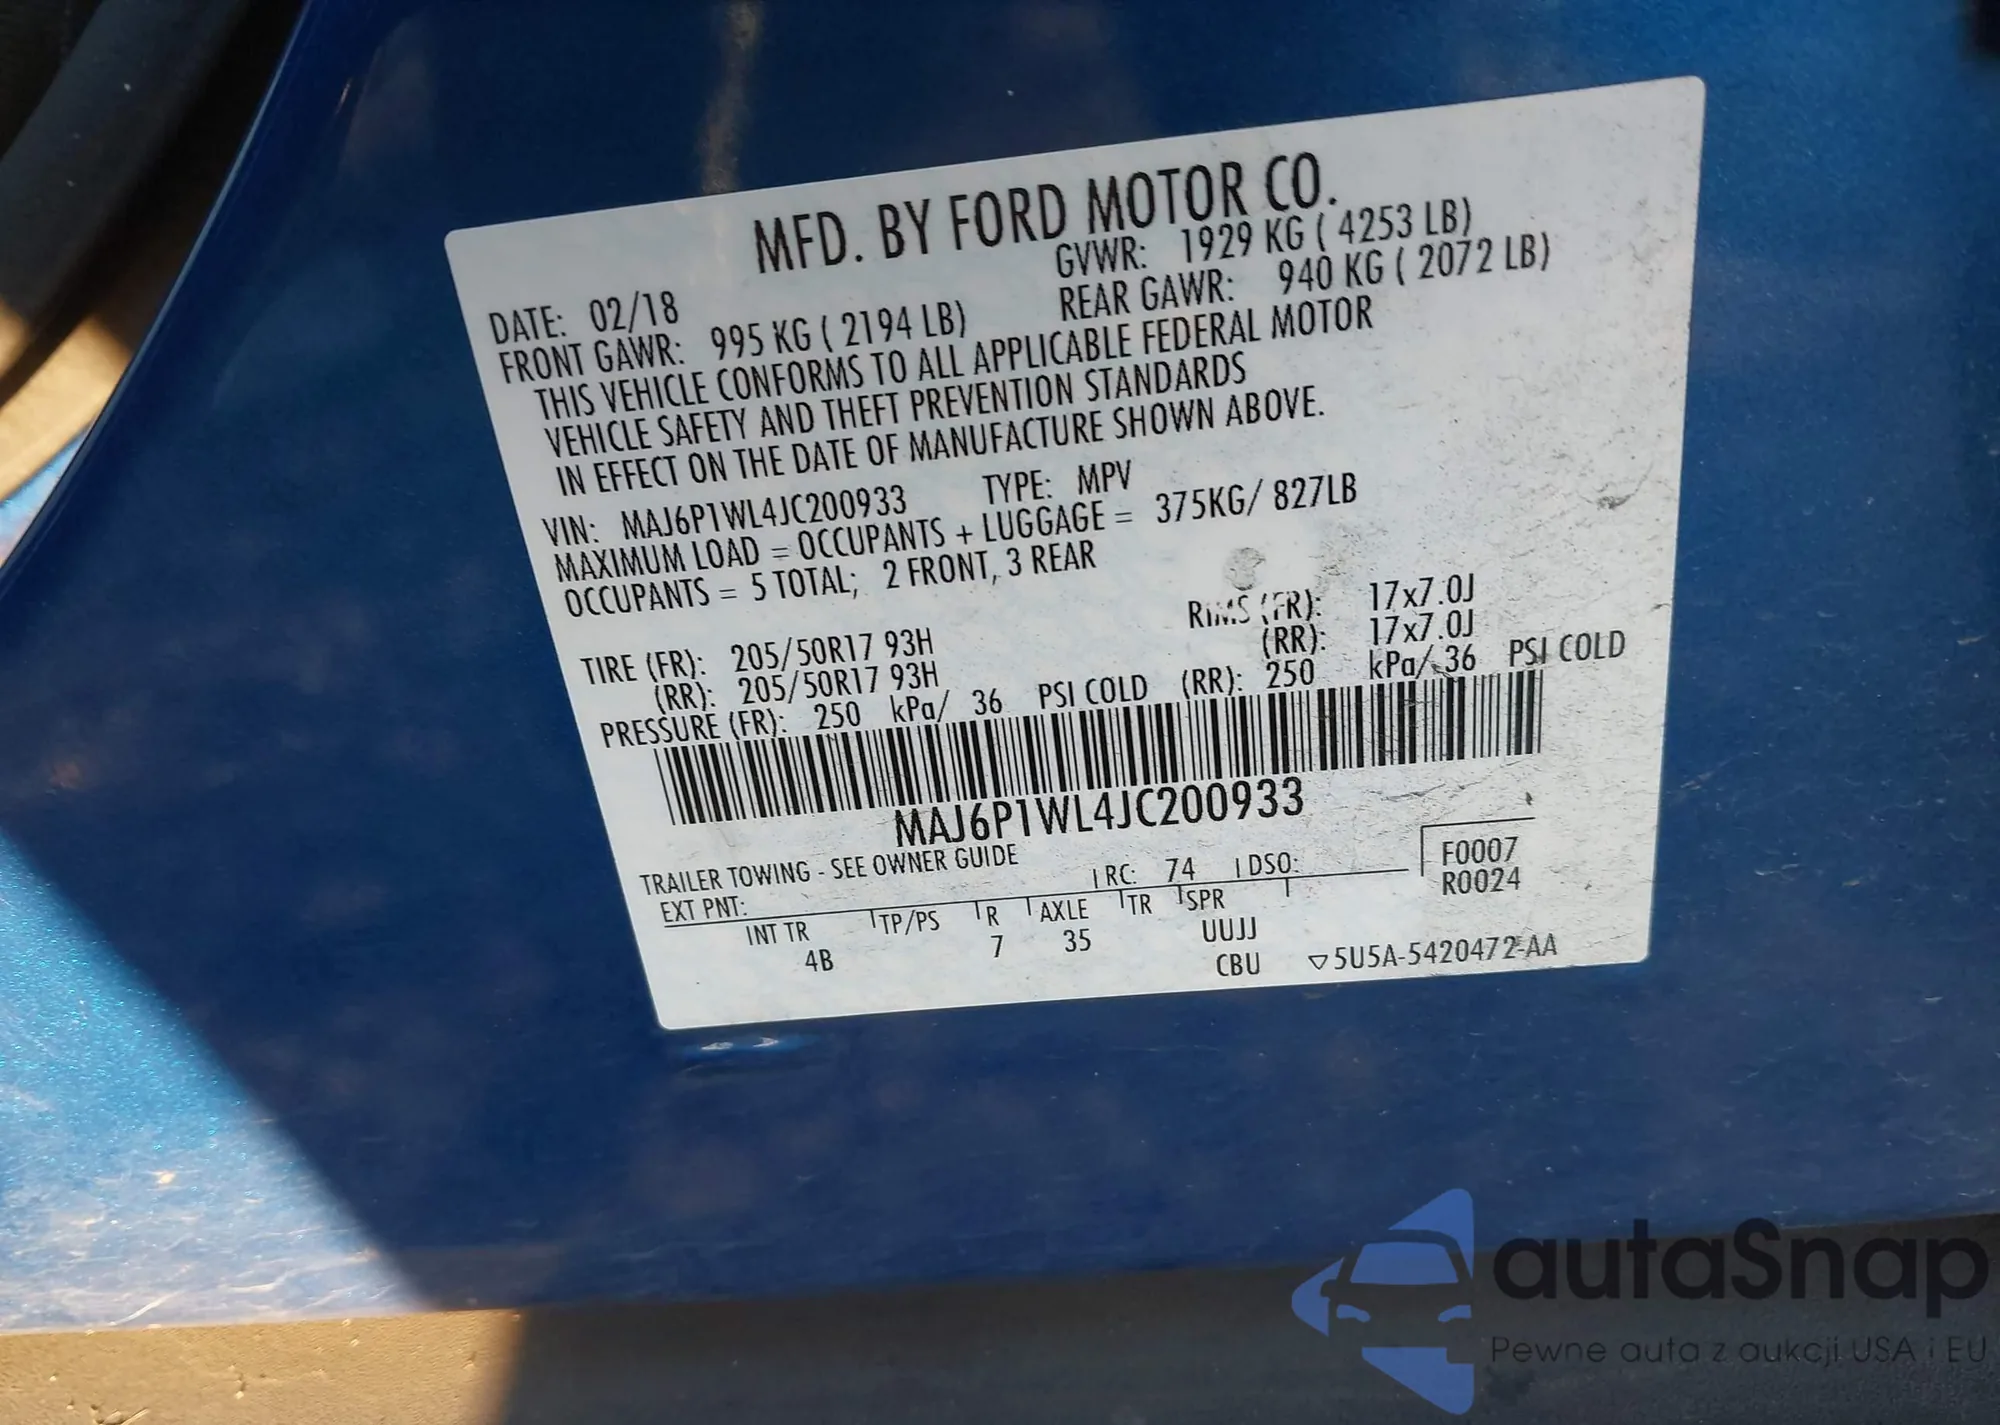 MFD. BY FORD MOTOR CO.
DATE: 02/18 GVWR: 1929 KG ( 4253 LB)
FRONT GAWR: 995 KG ( 2194 LB) REAR GAWR: 940 KG ( 2072 LB)
THIS VEHICLE CONFORMS TO ALL APPLICABLE FEDERAL MOTOR
VEHICLE SAFETY AND THEFT PREVENTION STANDARDS
IN EFFECT ON THE DATE OF MANUFACTURE SHOWN ABOVE.
VIN: MAJ6P1WL4JC200933 TYPE: MPV
MAXIMUM LOAD = OCCUPANTS + LUGGAGE = 375KG/ 827LB
OCCUPANTS = 5 TOTAL; 2 FRONT, 3 REAR
TIRE (FR): 205/50R17 93H RIMS (FR): 17x7.0J
(RR): 205/50R17 93H (RR): 17x7.0J
PRESSURE (FR): 250 kPa/ 36 PSI COLD (RR): 250 kPa/ 36 PSI COLD
MAJ6P1WL4JC200933
TRAILER TOWING - SEE OWNER GUIDE
EXT PNT: RC: 74 DSO: F0007
R0024
INT TR TP/PS R AXLE TR SPR
4B 7 35 UUJJ
CBU ▽5U5A-5420472-AA
autaSnap
Pewne auta z aukcji USA i EU